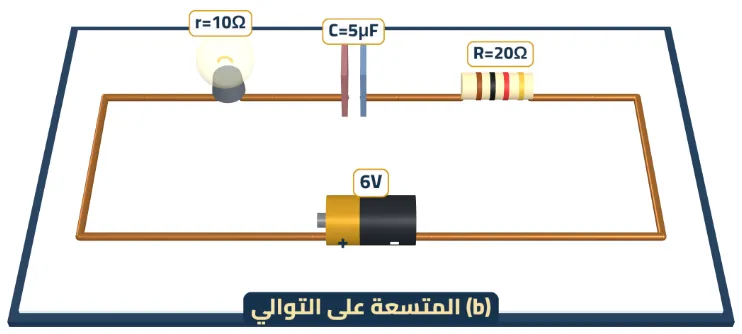 r=10Ω
C=5μF
R=20Ω
6V
+
-
(b) المتسعة على التوالي